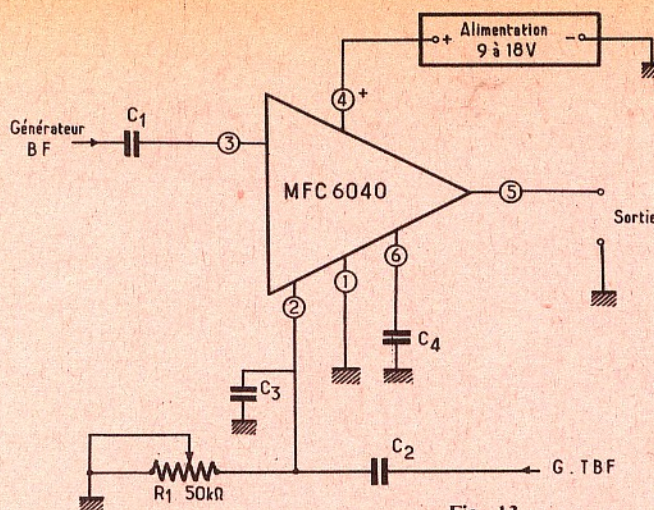 Alimentation
+ 9 à 18V -
4 +
C1
Générateur
BF
3
MFC 6040
5
Sortie
6
1
2
C4
C3
C2
G. TBF
R1 50kΩ